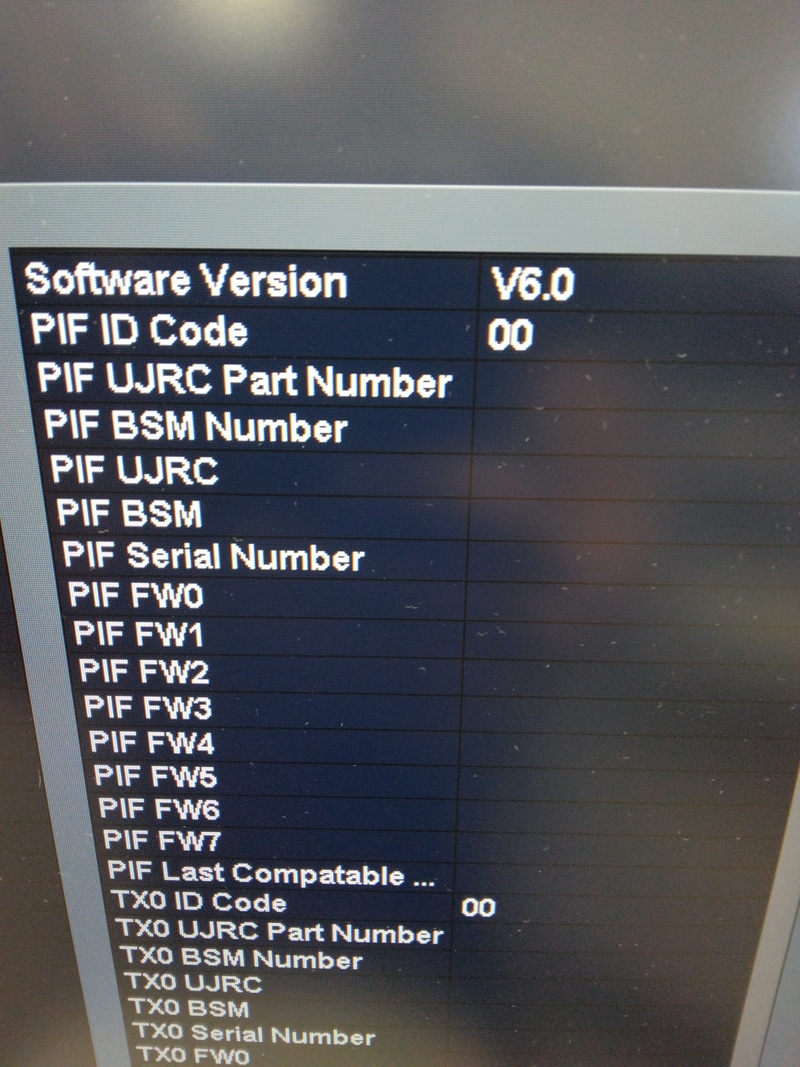 Software Version V6.0
PIF ID Code 00
PIF UJRC Part Number
PIF BSM Number
PIF UJRC
PIF BSM
PIF Serial Number
PIF FW0
PIF FW1
PIF FW2
PIF FW3
PIF FW4
PIF FW5
PIF FW6
PIF FW7
PIF Last Compatable ...
TX0 ID Code 00
TX0 UJRC Part Number
TX0 BSM Number
TX0 UJRC
TX0 BSM
TX0 Serial Number
TX0 FW0